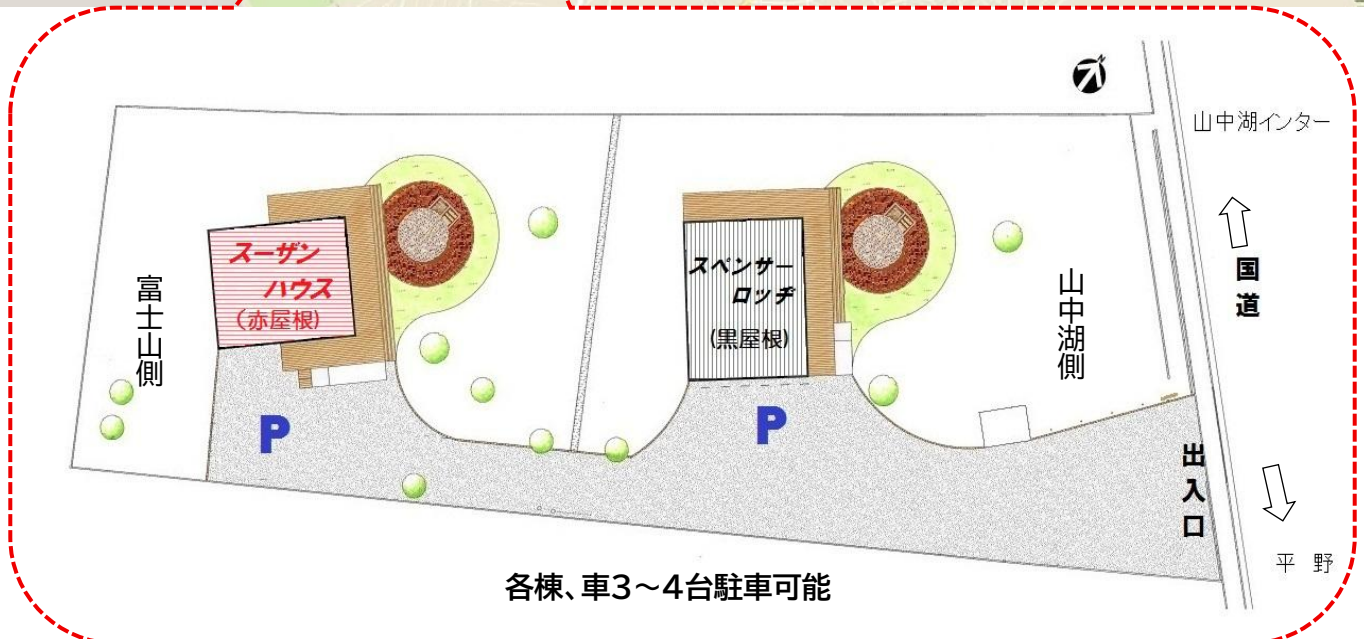 山中湖インター
国道
スーザン
ハウス
(赤屋根)
スペンサー
ロッヂ
(黒屋根)
富士山側
山中湖側
P
P
出入口
平 野
各棟、車3～4台駐車可能